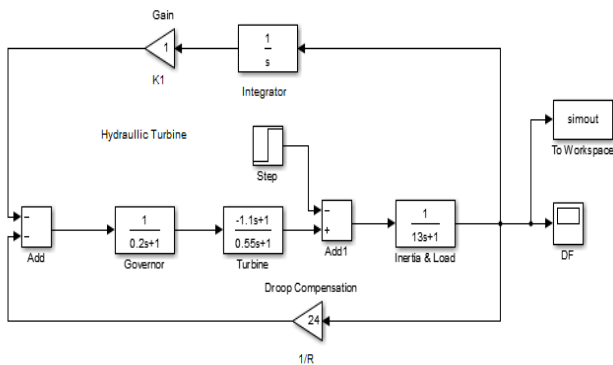 Gain
1
K1
1
s
Integrator
Hydraullic Turbine
Step
simout
To Workspace
Add
1
0.2s+1
Governor
-1.1s+1
0.55s+1
Turbine
Add1
1
13s+1
Inertia & Load
DF
Droop Compensation
24
1/R